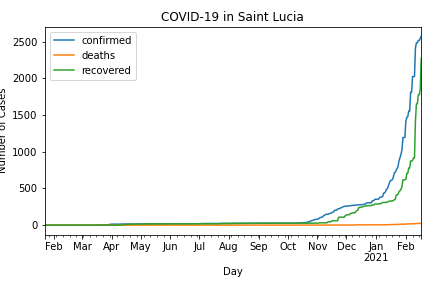 COVID-19 in Saint Lucia
confirmed
deaths
recovered
2500
2000
1500
1000
500
0
Number of Cases
Feb Mar Apr May Jun Jul Aug Sep Oct Nov Dec Jan Feb
2021
Day